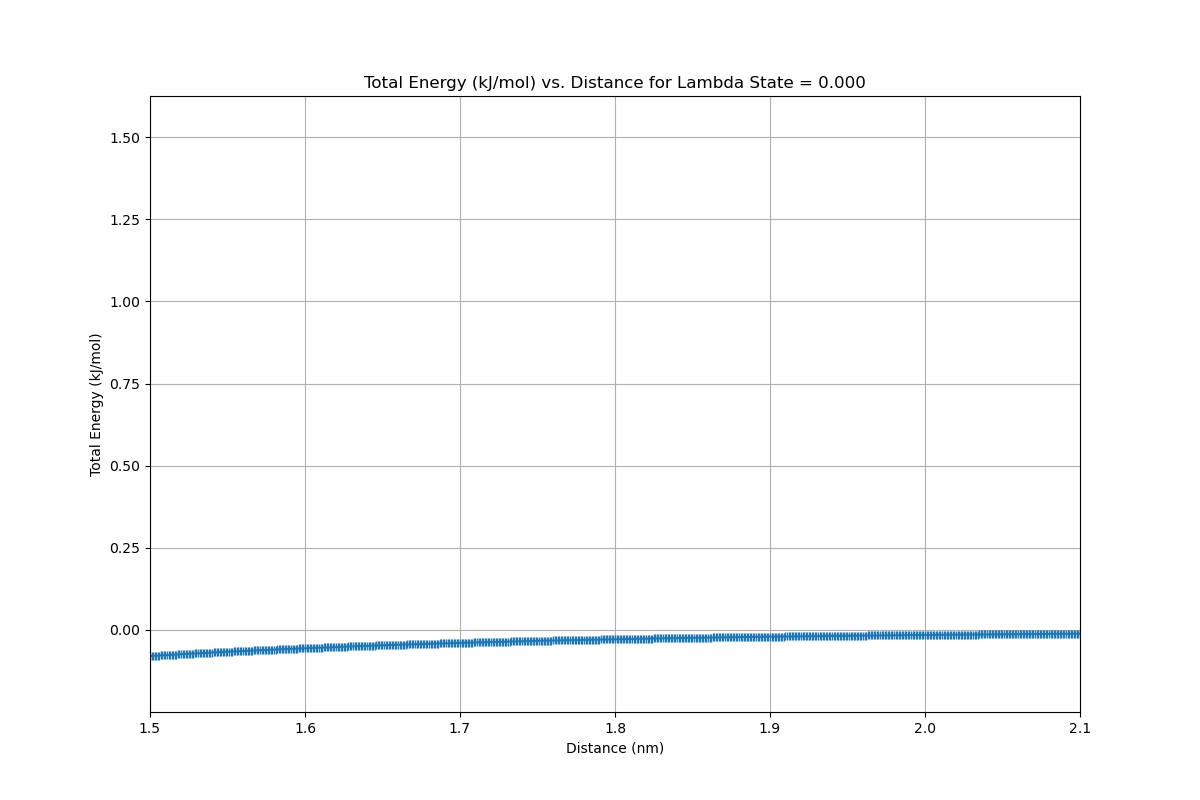 Total Energy (kJ/mol) vs. Distance for Lambda State = 0.000
1.50
1.25
1.00
0.75
0.50
0.25
0.00
Total Energy (kJ/mol)
1.5 1.6 1.7 1.8 1.9 2.0 2.1
Distance (nm)